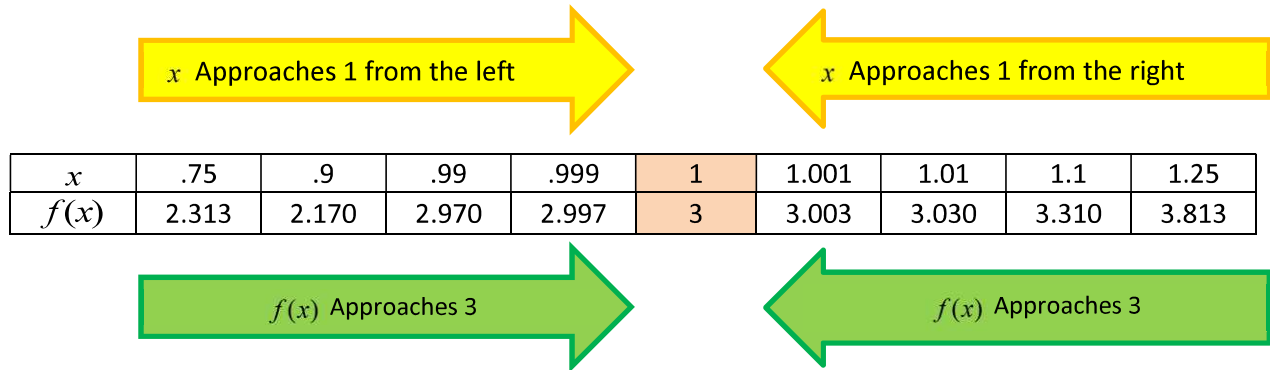 x Approaches 1 from the left
x Approaches 1 from the right
x .75 .9 .99 .999 1 1.001 1.01 1.1 1.25
f(x) 2.313 2.170 2.970 2.997 3 3.003 3.030 3.310 3.813
f(x) Approaches 3
f(x) Approaches 3